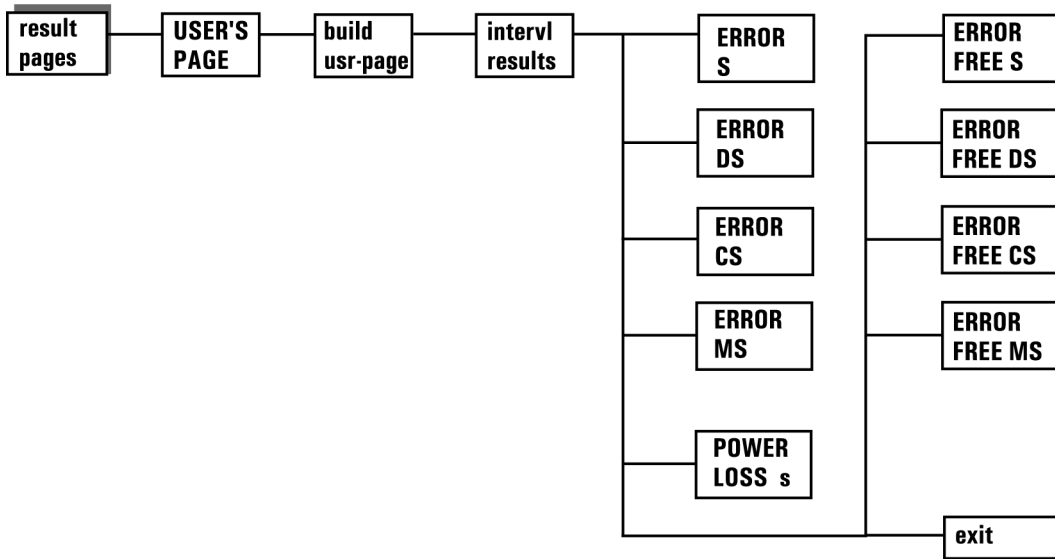 result
pages
USER'S
PAGE
build
usr-page
intervl
results
ERROR
S
ERROR
DS
ERROR
CS
ERROR
MS
POWER
LOSS s
ERROR
FREE S
ERROR
FREE DS
ERROR
FREE CS
ERROR
FREE MS
exit